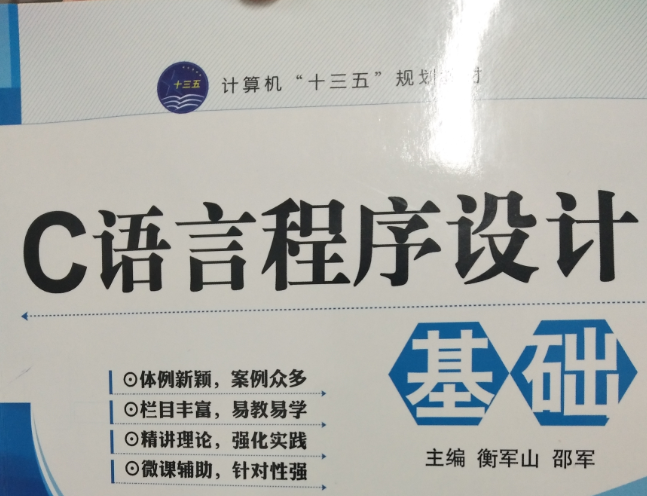 十三五
计算机“十三五”规划教材
C语言程序设计
基础
⊙体例新颖，案例众多
⊙栏目丰富，易教易学
⊙精讲理论，强化实践
⊙微课辅助，针对性强
主编 衡军山 邵军